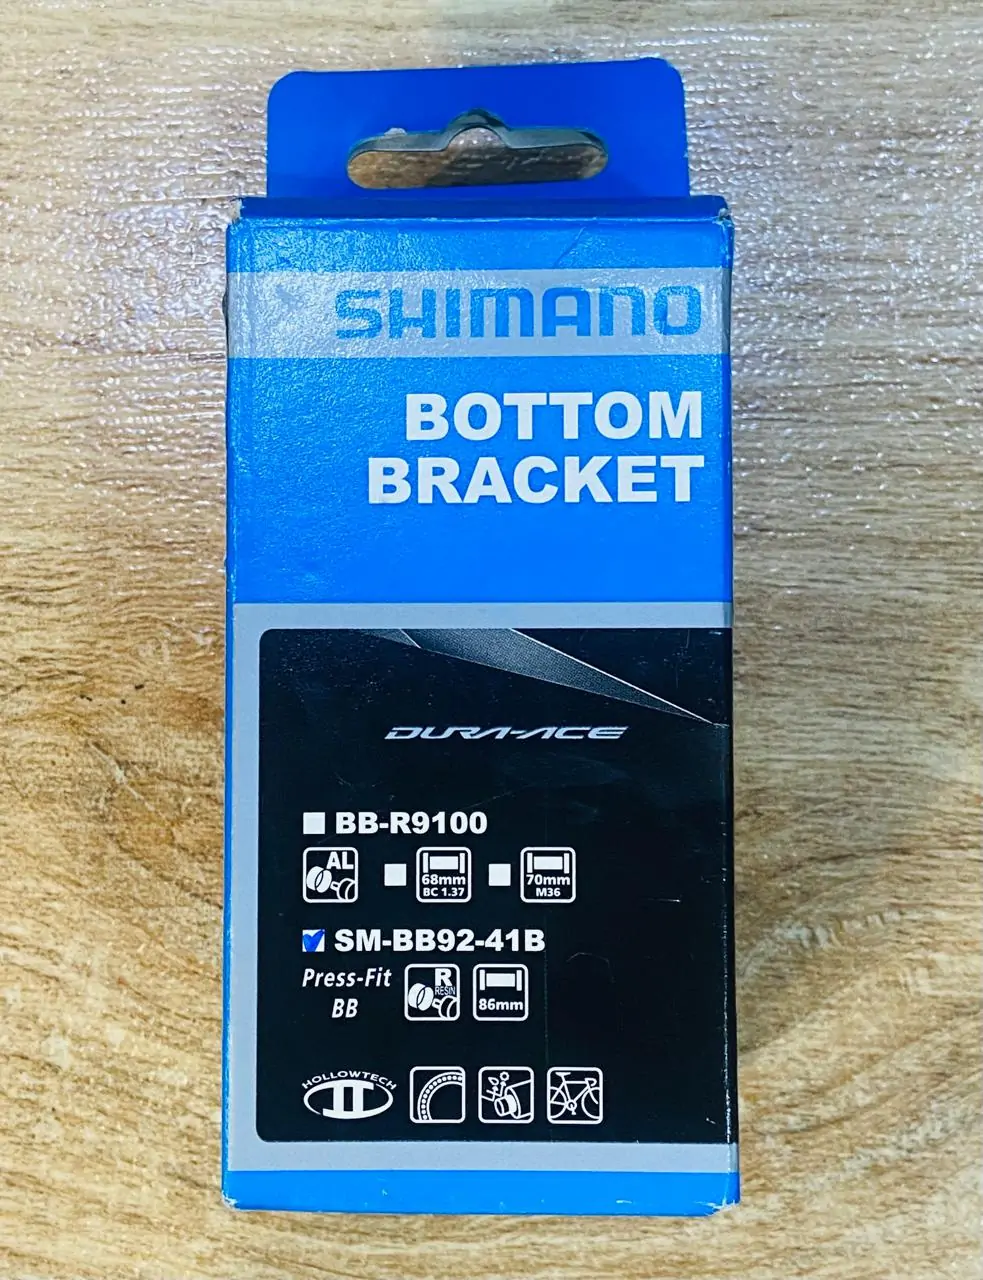 SHIMANO
BOTTOM
BRACKET
DURA-ACE
BB-R9100
AL
68mm
BC 1.37
70mm
M36
SM-BB92-41B
Press-Fit
BB
R
RESIN
86mm
HOLLOWTECH
II